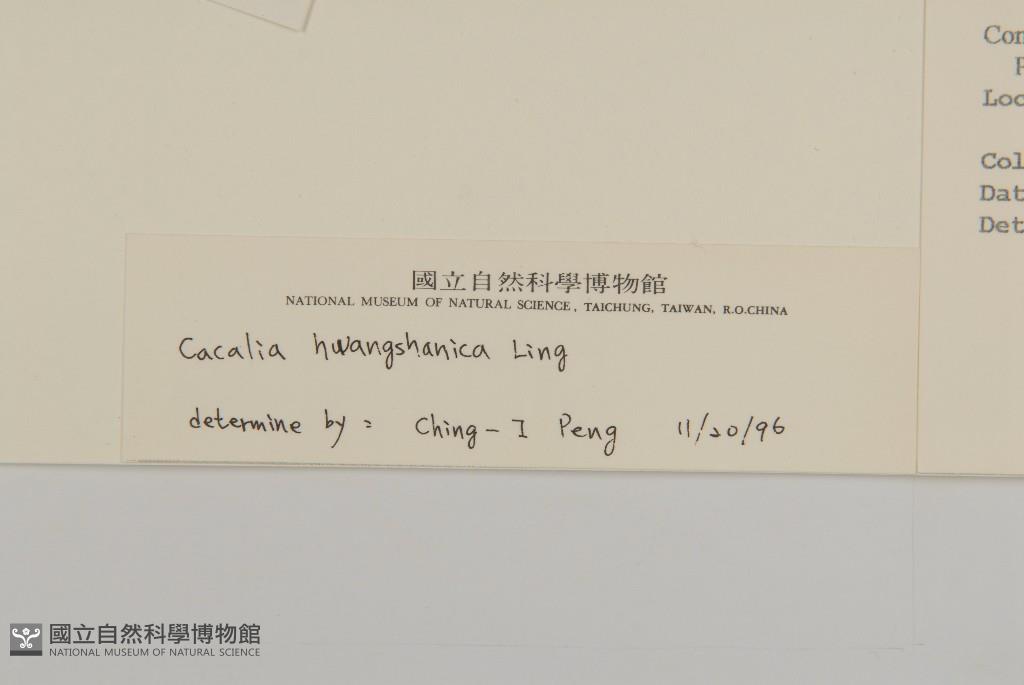 Con
P
Loc
Col
Dat
Det
國立自然科學博物館
NATIONAL MUSEUM OF NATURAL SCIENCE, TAICHUNG, TAIWAN, R.O.CHINA
Cacalia hwangshanica Ling
determine by : Ching-I Peng 11/20/96
國立自然科學博物館
NATIONAL MUSEUM OF NATURAL SCIENCE